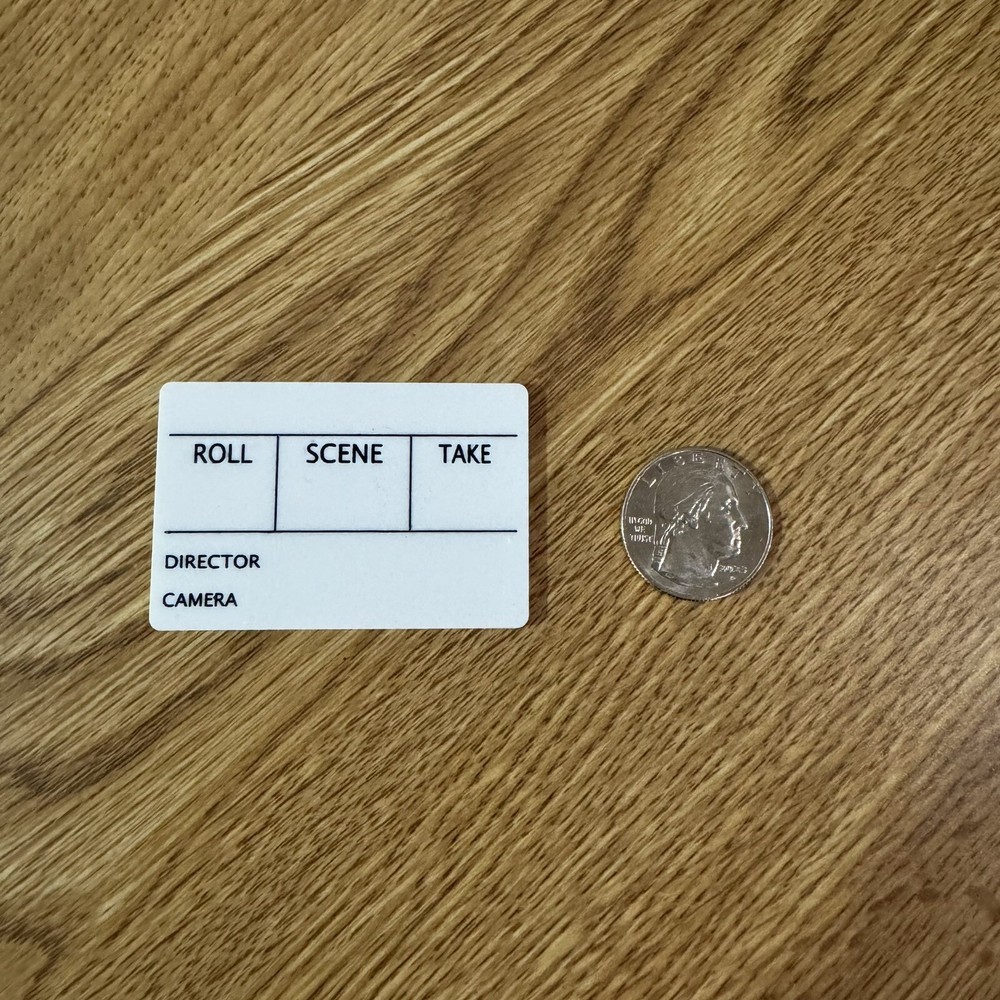 ROLL SCENE TAKE
DIRECTOR
CAMERA
LIBERTY
IN GOD
WE
TRUST